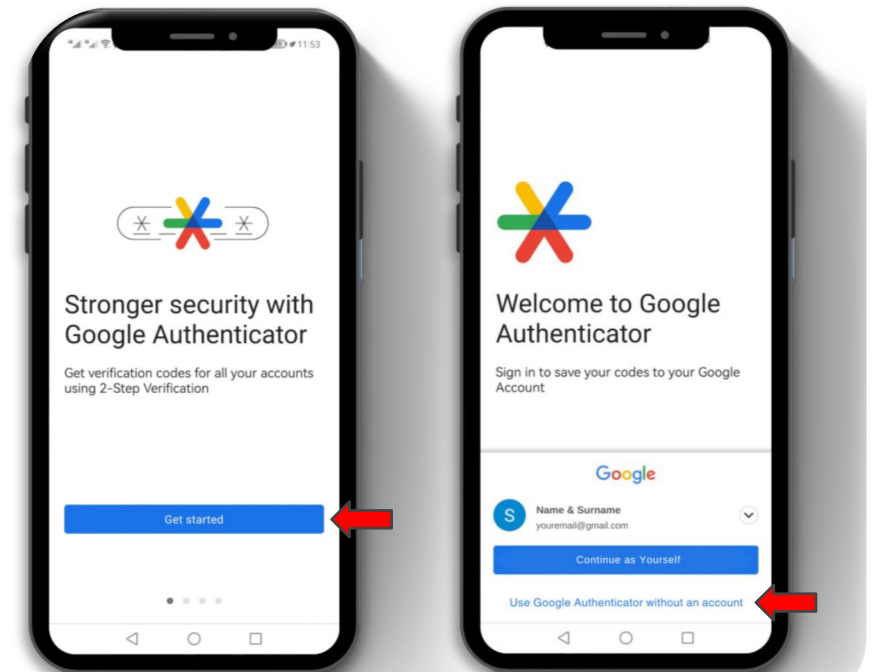 11:53
Stronger security with
Google Authenticator
Get verification codes for all your accounts
using 2-Step Verification
Get started
Welcome to Google
Authenticator
Sign in to save your codes to your Google
Account
Google
S
Name & Surname
youremail@gmail.com
Continue as Yourself
Use Google Authenticator without an account